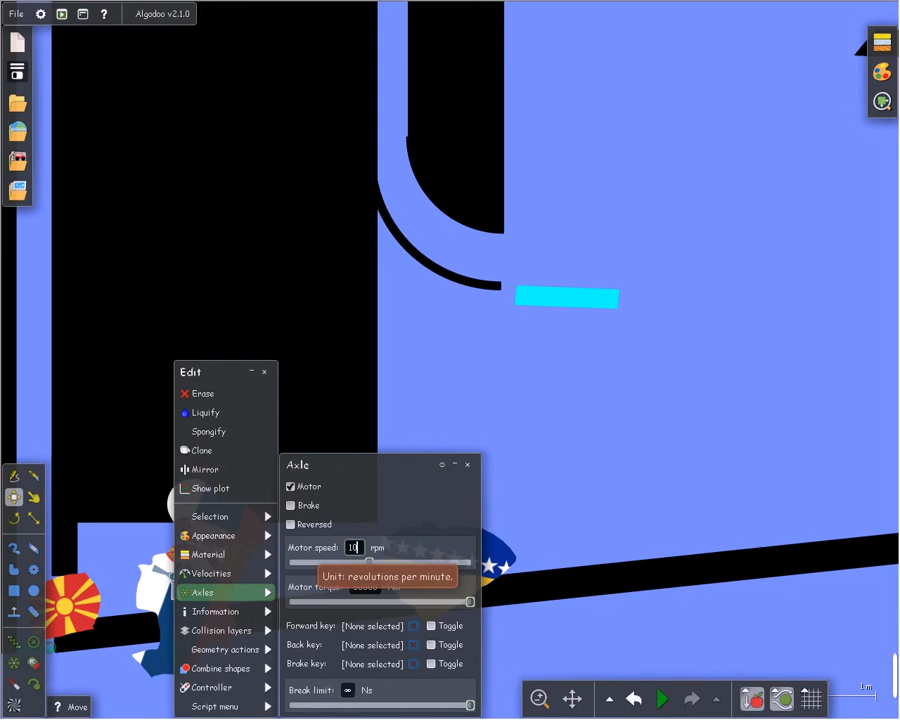 File ? Algodoo v2.1.0
Edit
Erase
Liquify
Spongify
Clone
Mirror
Show plot
Selection
Appearance
Material
Velocities
Axles
Information
Collision layers
Geometry actions
Combine shapes
Controller
Script menu
Axle
Motor
Brake
Reversed
Motor speed: 10 rpm
Unit: revolutions per minute.
Motor torque:
Forward key: [None selected] Toggle
Back key: [None selected] Toggle
Brake key: [None selected] Toggle
Break limit: ∞ Ns
? Move
1 m